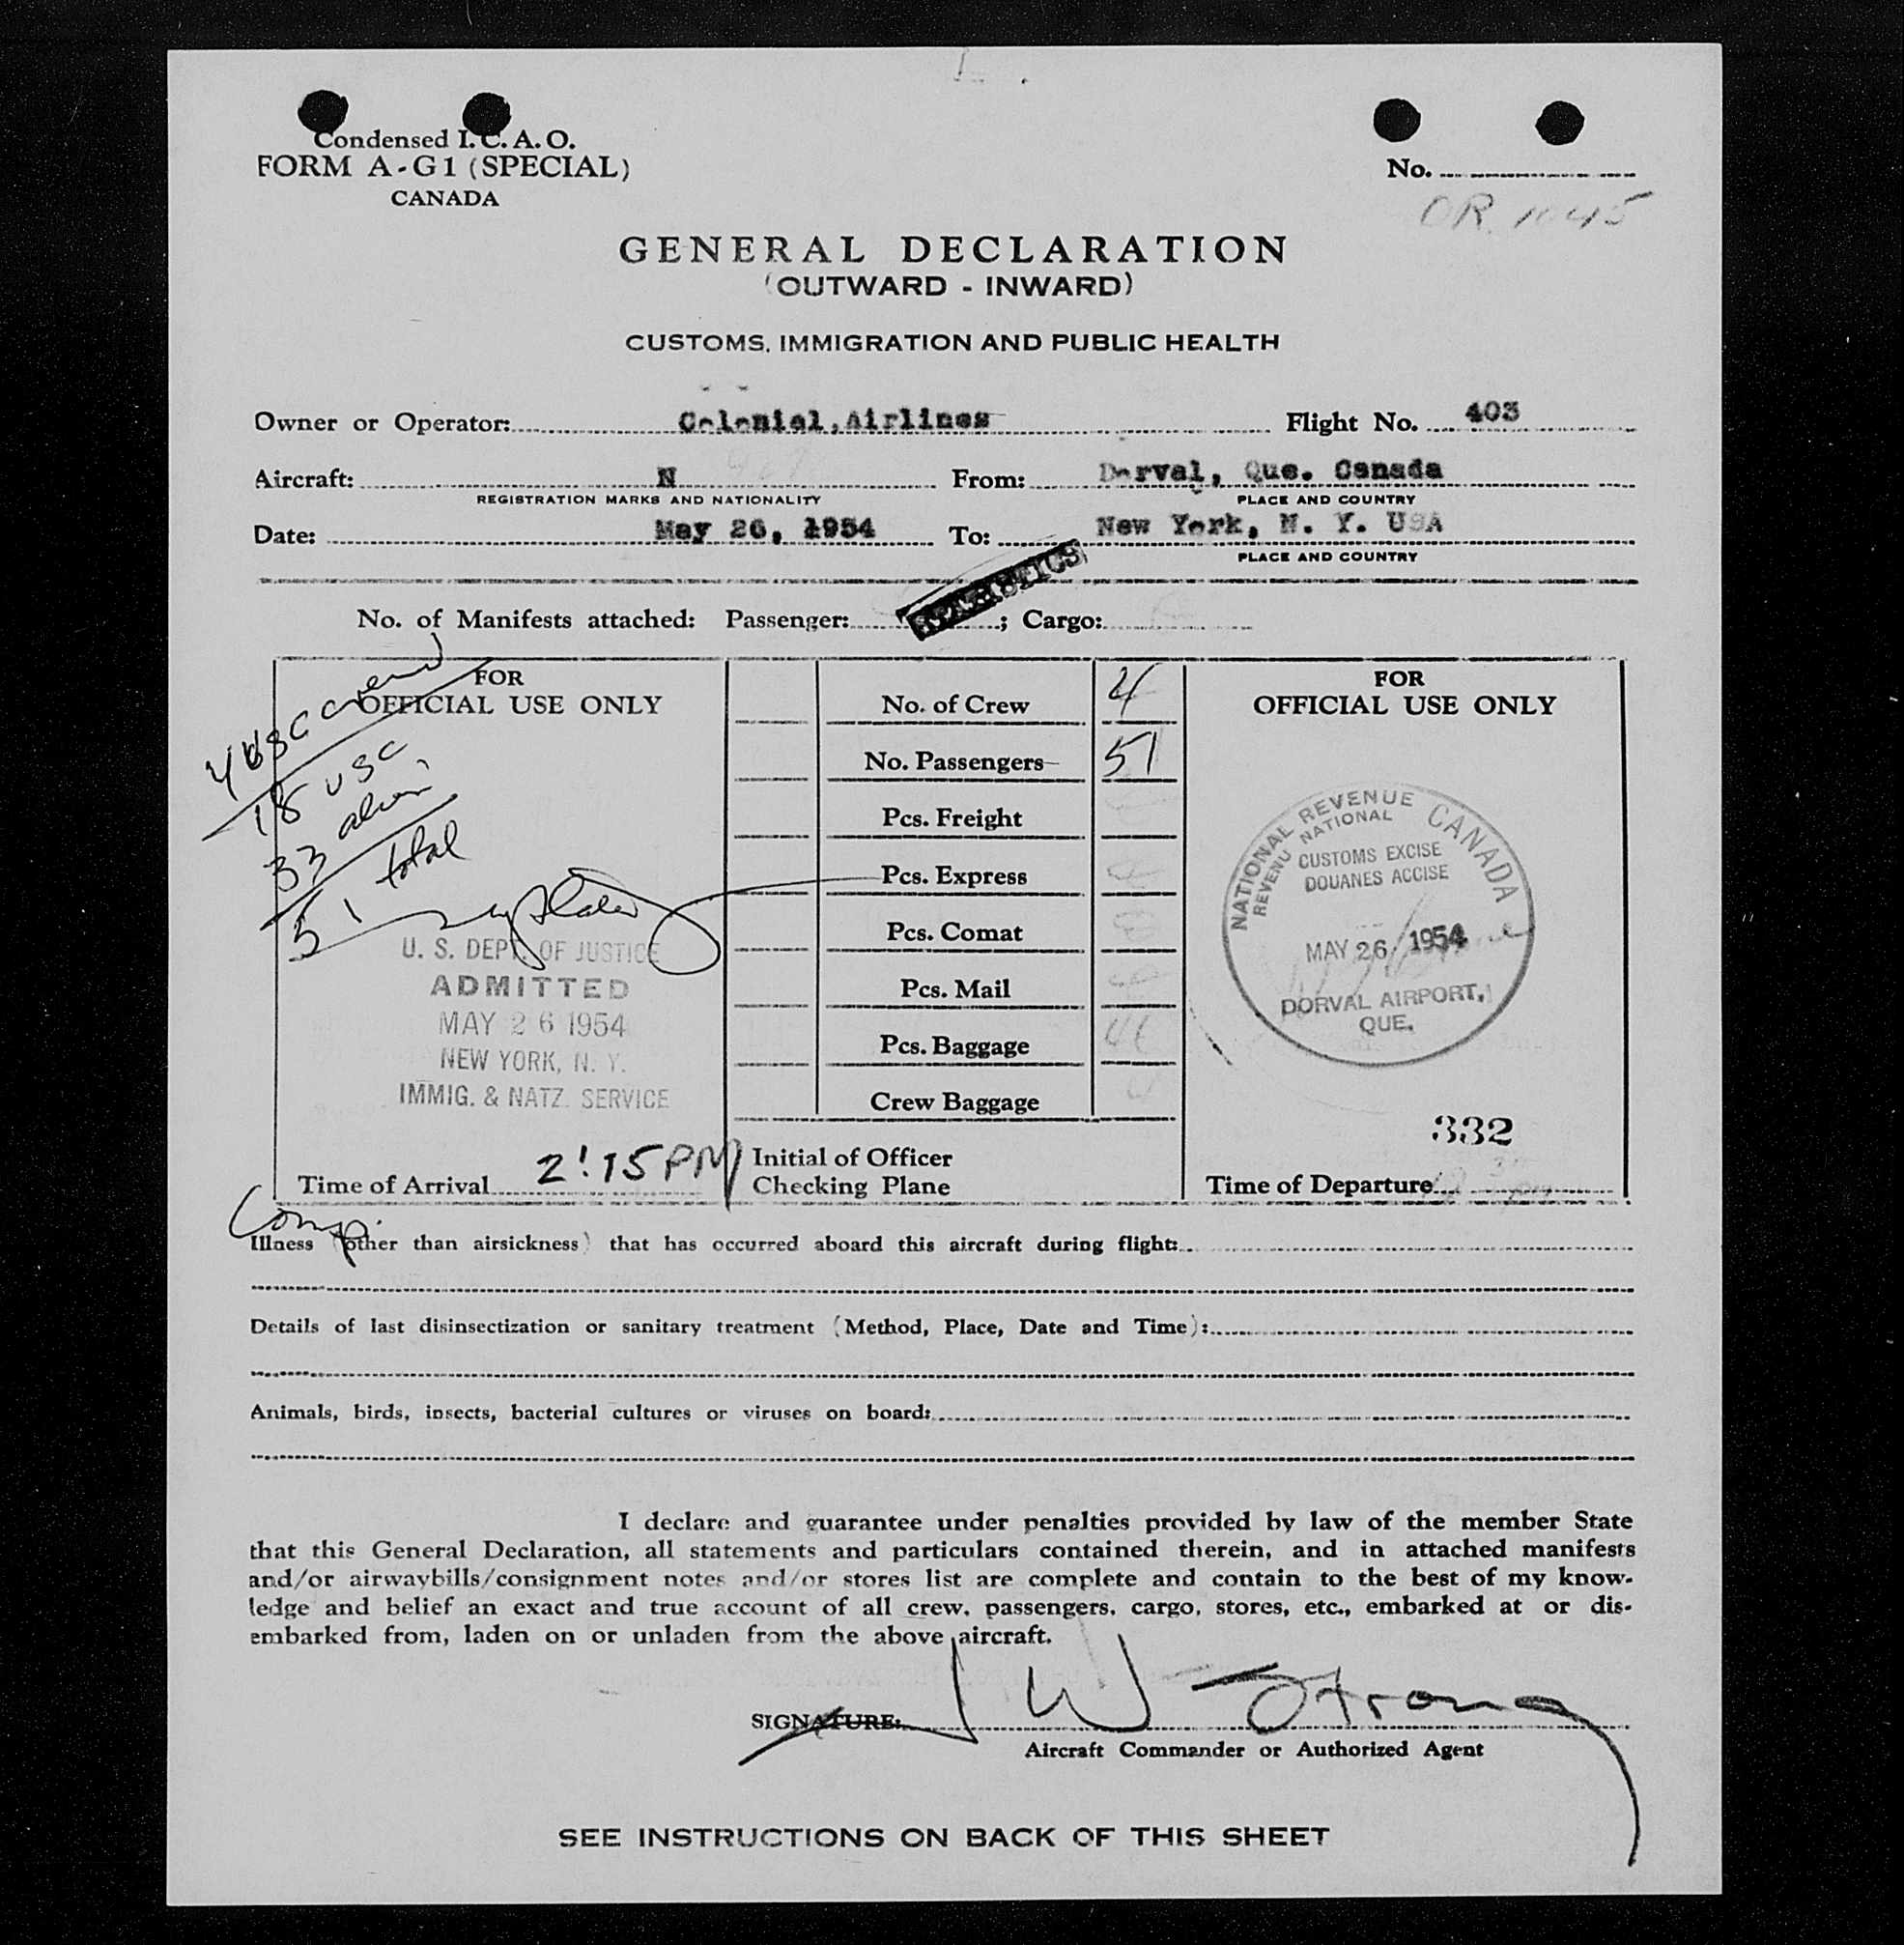 Condensed I. C. A. O.
FORM A-G1 (SPECIAL)
CANADA
No.
OR.
GENERAL DECLARATION
(OUTWARD - INWARD)
CUSTOMS, IMMIGRATION AND PUBLIC HEALTH
Owner or Operator: Colonial Airlines Flight No. 403
Aircraft: N From: Dorval, Que. Canada
REGISTRATION MARKS AND NATIONALITY PLACE AND COUNTRY
Date: May 26, 1954 To: New York, N. Y. USA
PLACE AND COUNTRY
STATISTICS
No. of Manifests attached: Passenger: ; Cargo:
FOR
OFFICIAL USE ONLY
4 USC crew
18 USC
33 alien
51 total
U. S. DEPT. OF JUSTICE
ADMITTED
MAY 26 1954
NEW YORK, N. Y.
IMMIG. & NATZ. SERVICE
Time of Arrival 2:15 PM
No. of Crew 4
No. Passengers 51
Pcs. Freight
Pcs. Express
Pcs. Comat
Pcs. Mail
Pcs. Baggage
Crew Baggage
Initial of Officer
Checking Plane
FOR
OFFICIAL USE ONLY
NATIONAL REVENUE CANADA
REVENU NATIONAL
CUSTOMS EXCISE
DOUANES ACCISE
MAY 26 1954
DORVAL AIRPORT,
QUE.
332
Time of Departure
Comp.
Illness (other than airsickness) that has occurred aboard this aircraft during flight:
Details of last disinsectization or sanitary treatment (Method, Place, Date and Time):
Animals, birds, insects, bacterial cultures or viruses on board:
I declare and guarantee under penalties provided by law of the member State
that this General Declaration, all statements and particulars contained therein, and in attached manifests
and/or airwaybills/consignment notes and/or stores list are complete and contain to the best of my know-
ledge and belief an exact and true account of all crew, passengers, cargo, stores, etc., embarked at or dis-
embarked from, laden on or unladen from the above aircraft.
SIGNATURE: J W Strong
Aircraft Commander or Authorized Agent
SEE INSTRUCTIONS ON BACK OF THIS SHEET